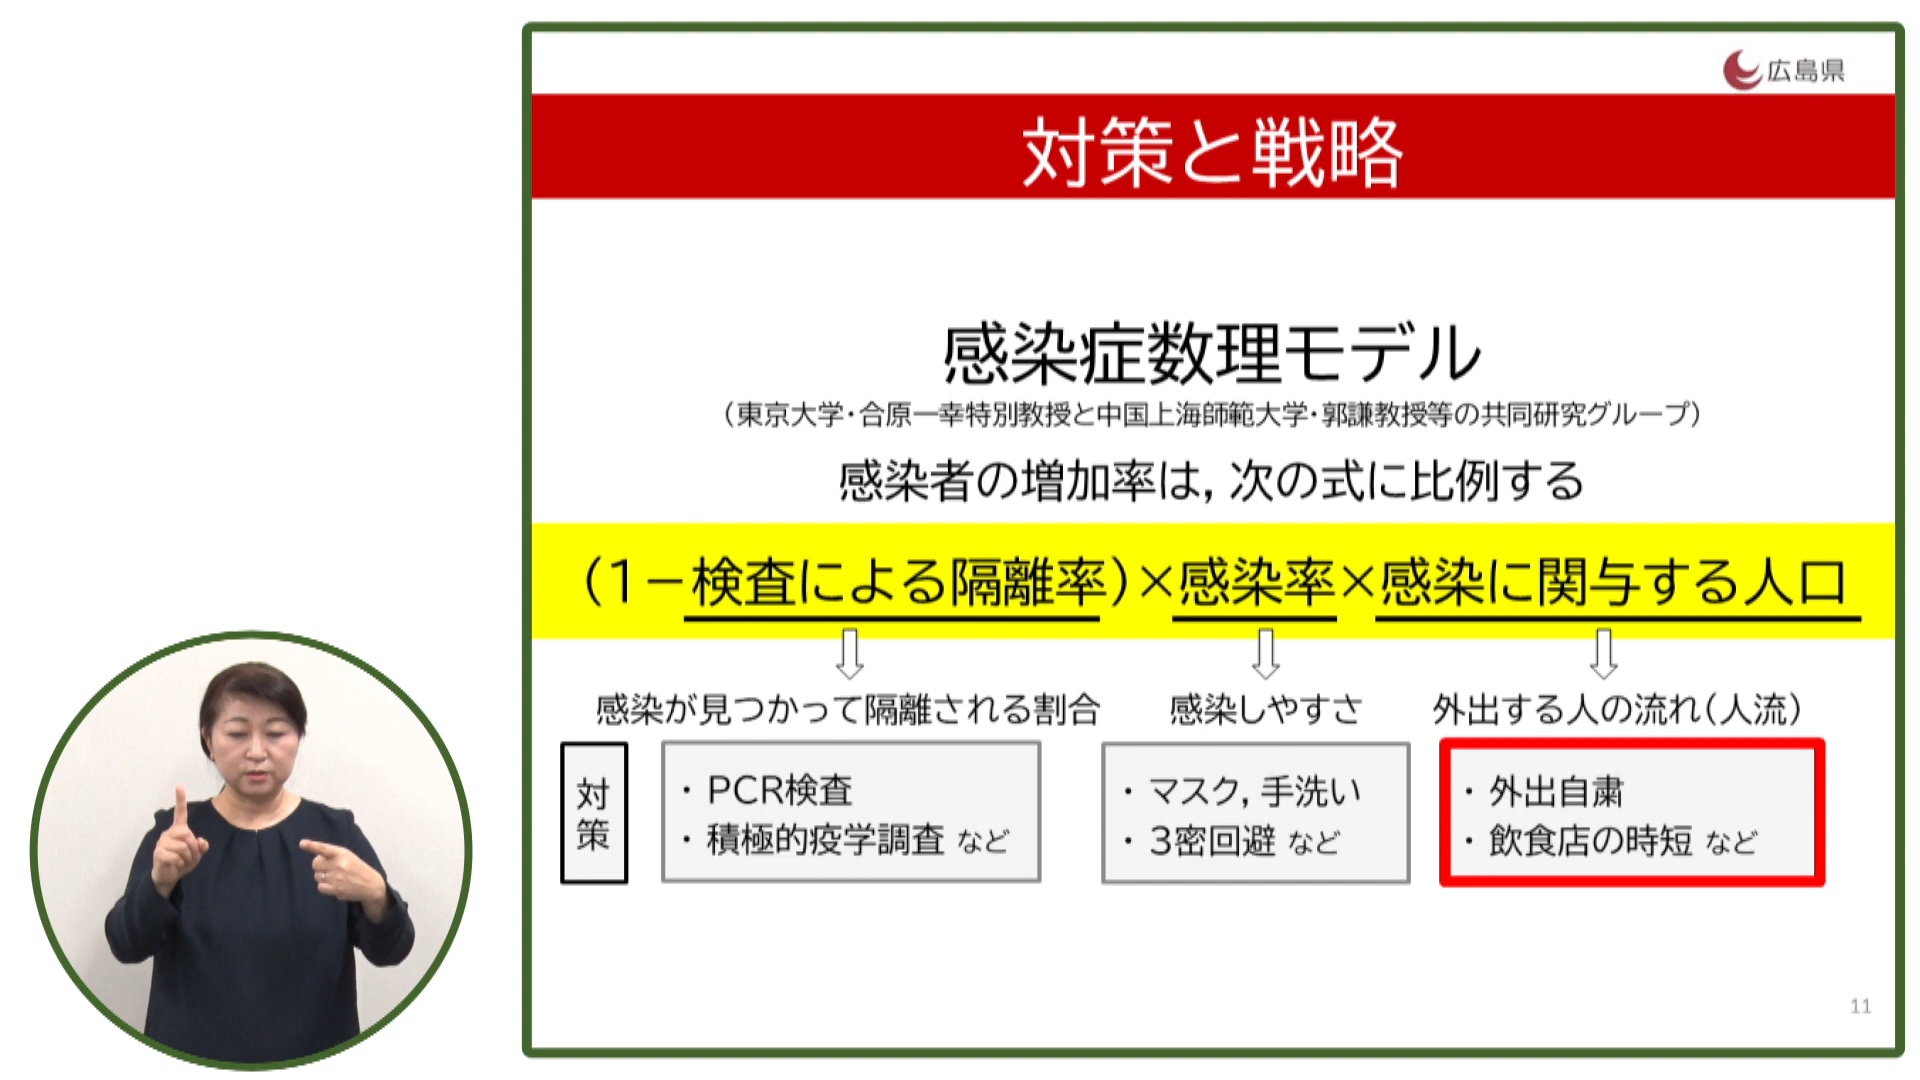 広島県
対策と戦略
感染症数理モデル
（東京大学・合原一幸特別教授と中国上海師範大学・郭謙教授等の共同研究グループ）
感染者の増加率は，次の式に比例する
（1－検査による隔離率）×感染率×感染に関与する人口
感染が見つかって隔離される割合
感染しやすさ
外出する人の流れ（人流）
対策
・ PCR検査
・ 積極的疫学調査 など
・ マスク，手洗い
・ 3密回避 など
・ 外出自粛
・ 飲食店の時短 など
11